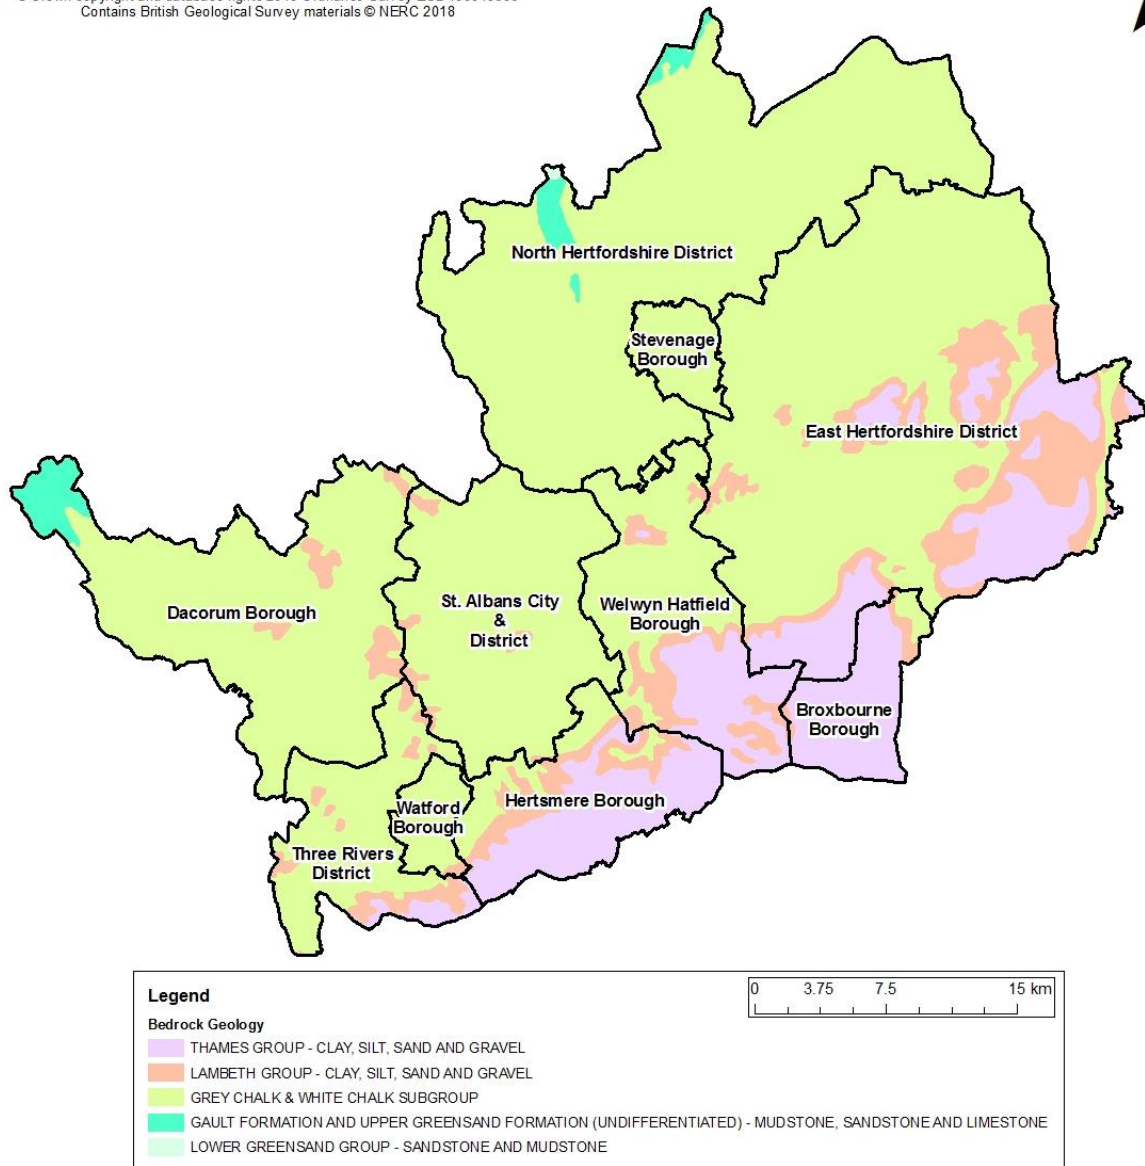 Contains British Geological Survey materials © NERC 2018
North Hertfordshire District
Stevenage
Borough
East Hertfordshire District
Dacorum Borough
St. Albans City
&
District
Welwyn Hatfield
Borough
Broxbourne
Borough
Hertsmere Borough
Watford
Borough
Three Rivers
District
Legend
0 3.75 7.5 15 km
Bedrock Geology
THAMES GROUP - CLAY, SILT, SAND AND GRAVEL
LAMBETH GROUP - CLAY, SILT, SAND AND GRAVEL
GREY CHALK & WHITE CHALK SUBGROUP
GAULT FORMATION AND UPPER GREENSAND FORMATION (UNDIFFERENTIATED) - MUDSTONE, SANDSTONE AND LIMESTONE
LOWER GREENSAND GROUP - SANDSTONE AND MUDSTONE